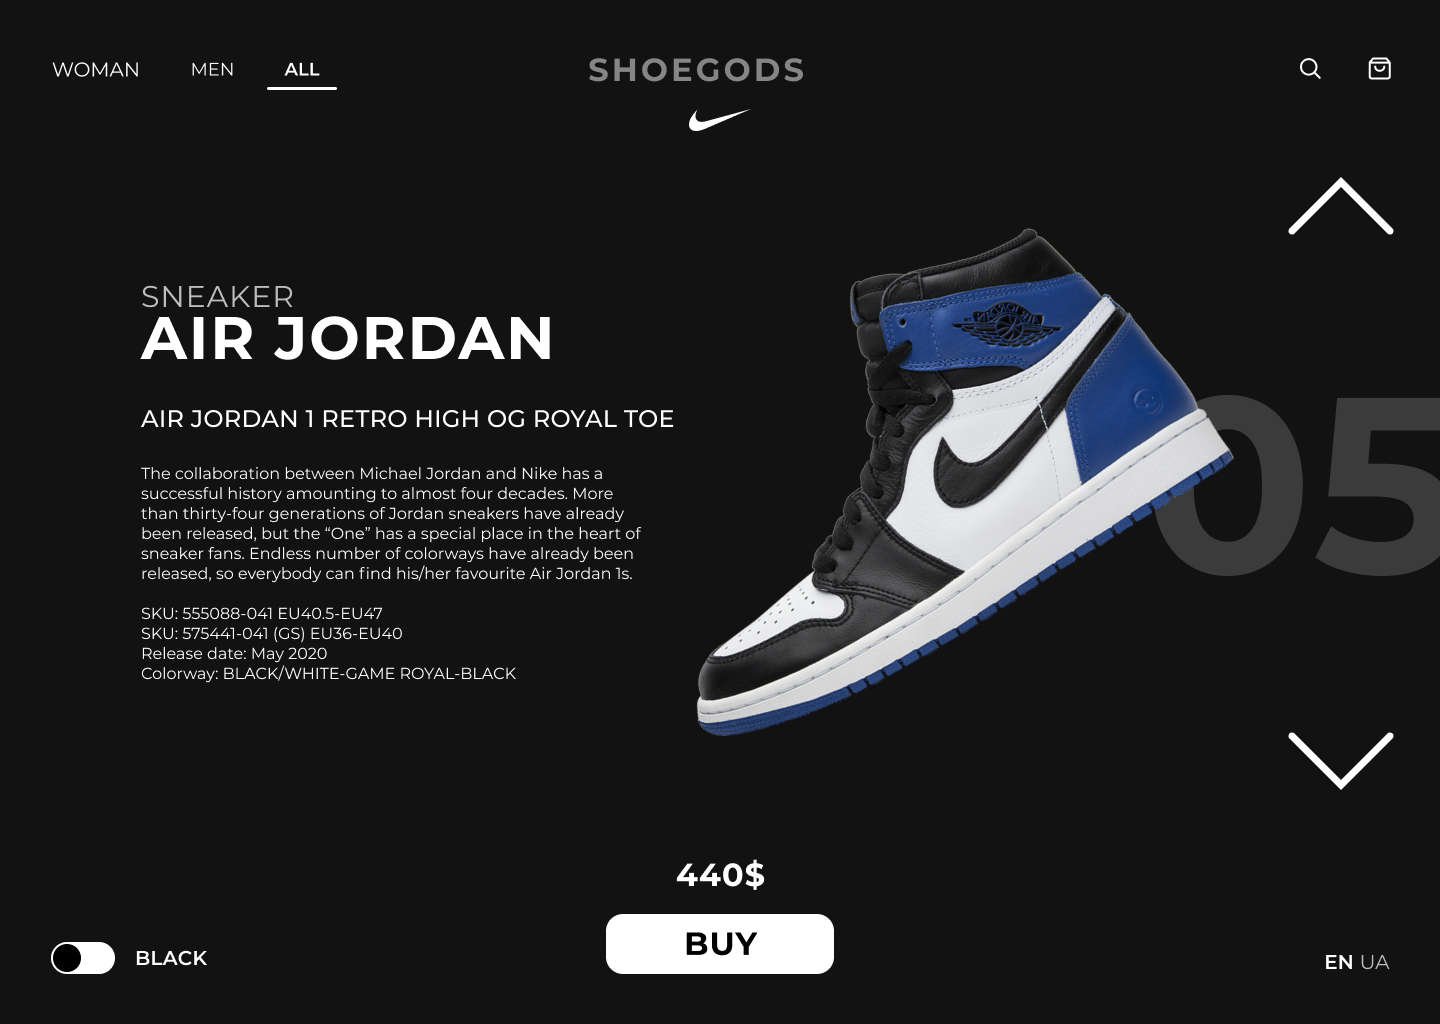 WOMAN MEN ALL SHOEGODS
SNEAKER
AIR JORDAN
AIR JORDAN 1 RETRO HIGH OG ROYAL TOE
The collaboration between Michael Jordan and Nike has a
successful history amounting to almost four decades. More
than thirty-four generations of Jordan sneakers have already
been released, but the “One” has a special place in the heart of
sneaker fans. Endless number of colorways have already been
released, so everybody can find his/her favourite Air Jordan 1s.
SKU: 555088-041 EU40.5-EU47
SKU: 575441-041 (GS) EU36-EU40
Release date: May 2020
Colorway: BLACK/WHITE-GAME ROYAL-BLACK
AIR JORDAN
05
440$
BUY
BLACK
EN UA